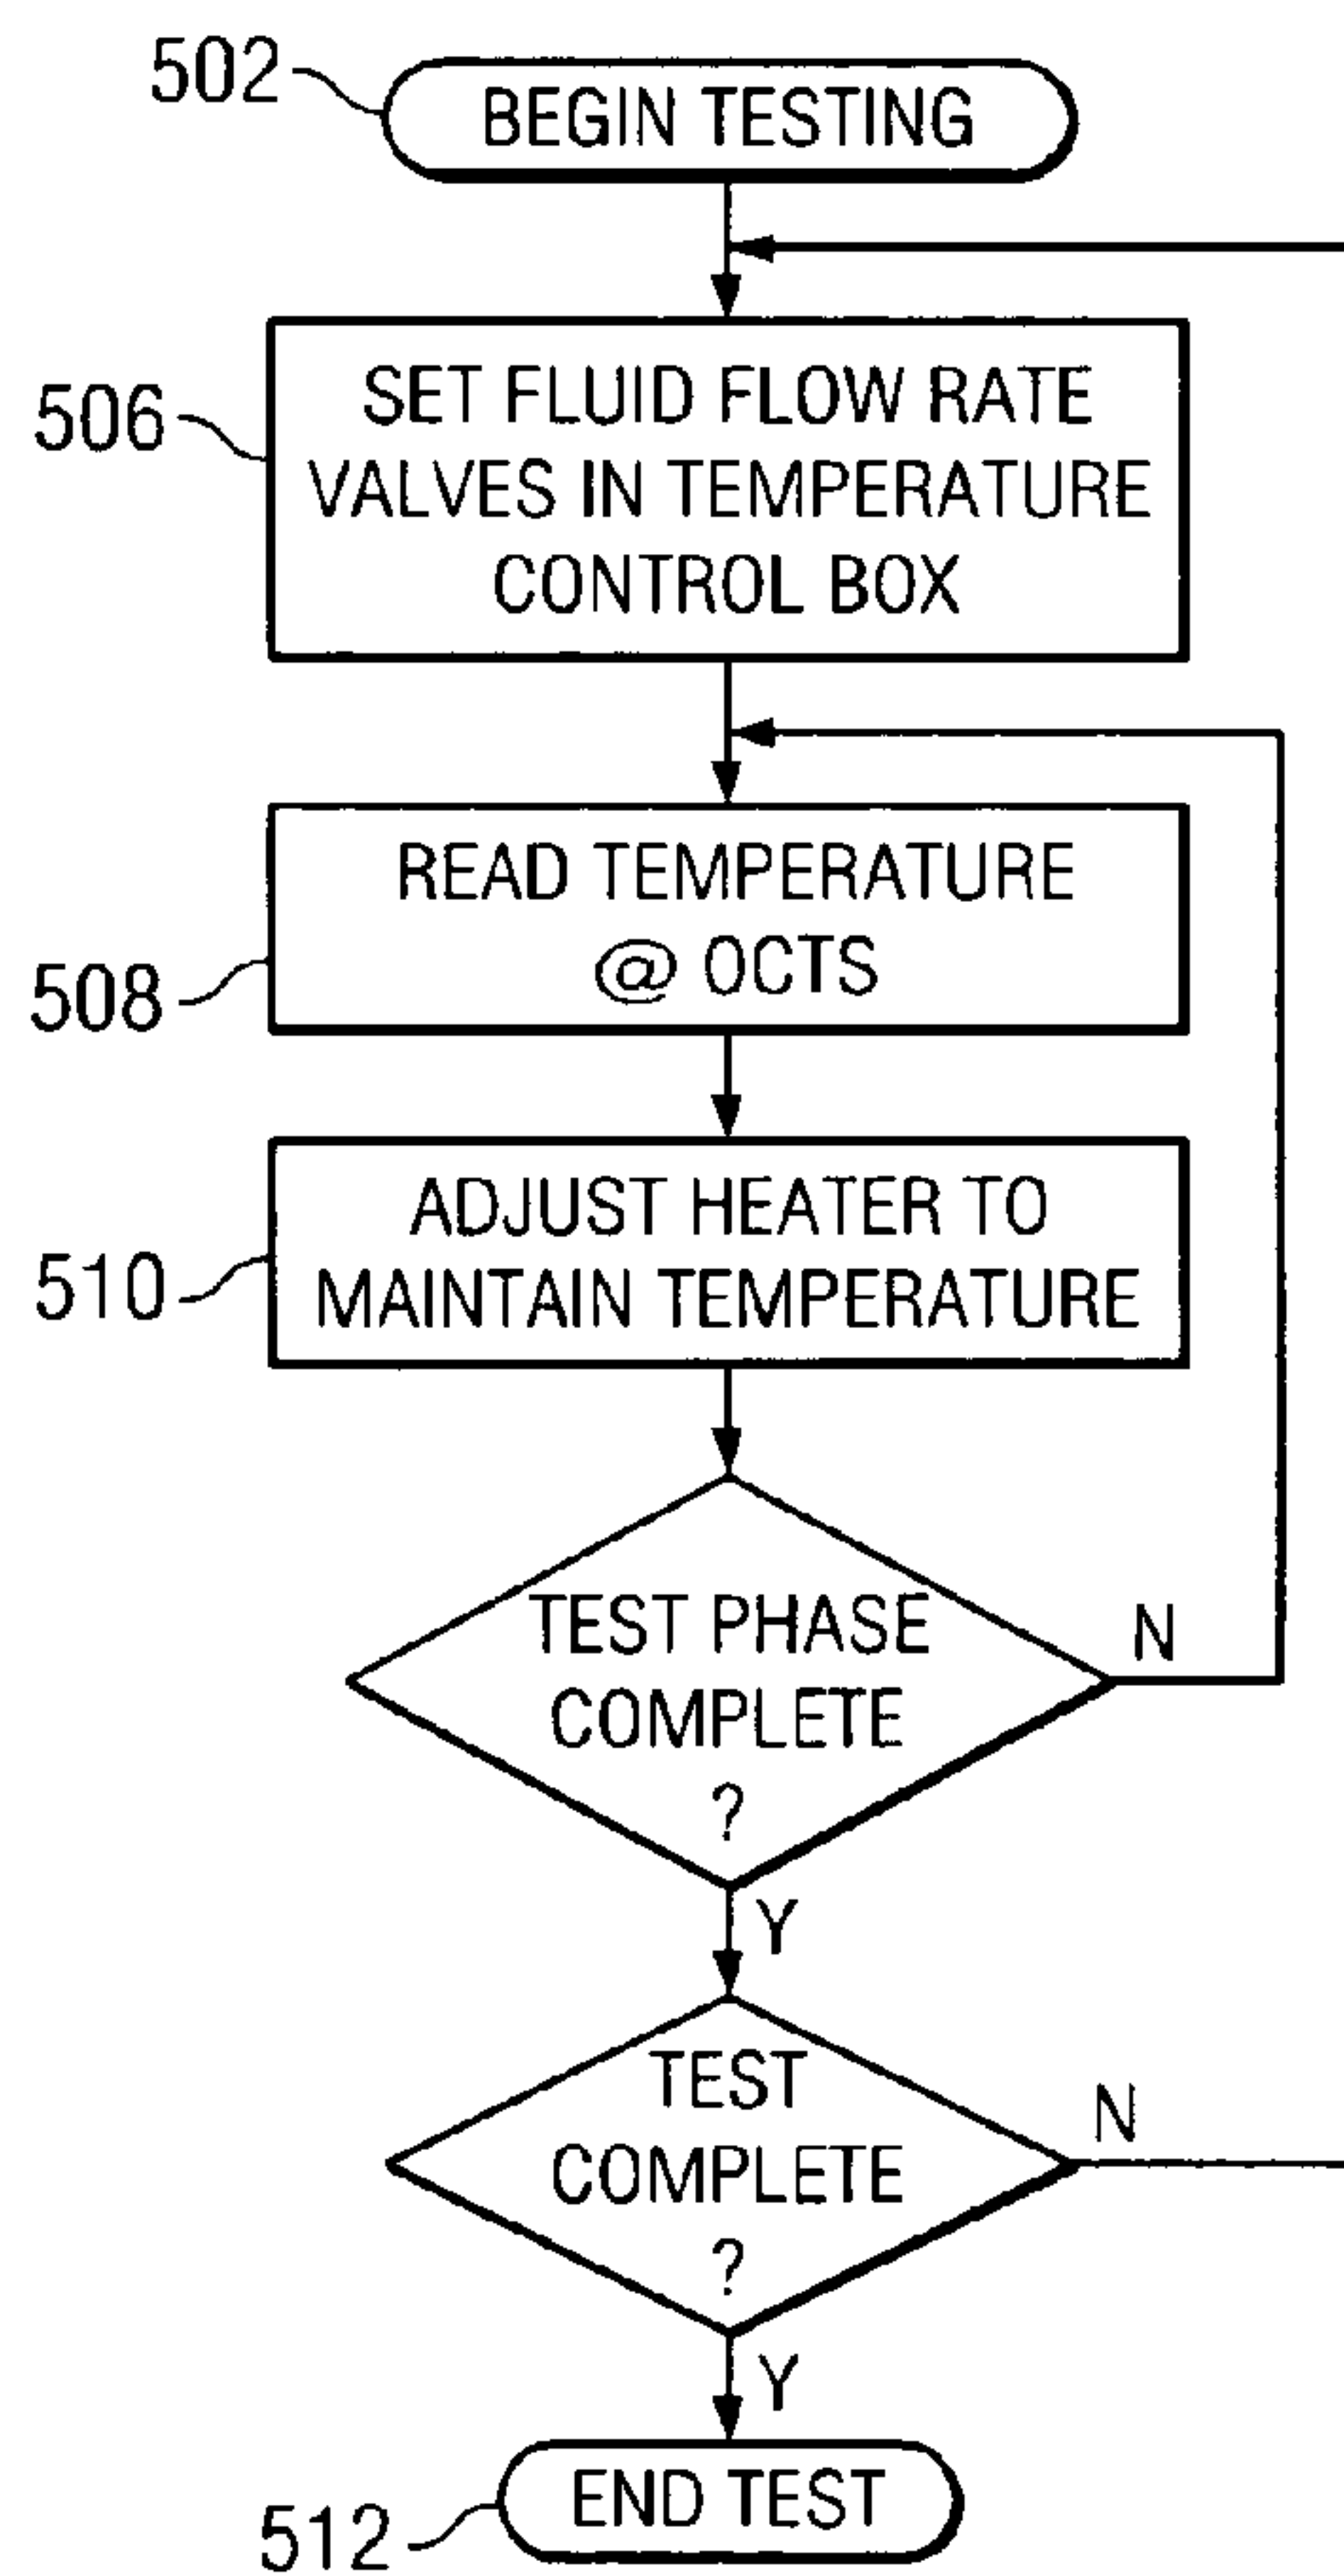 502
BEGIN TESTING
506
SET FLUID FLOW RATE
VALVES IN TEMPERATURE
CONTROL BOX
READ TEMPERATURE
@ OCTS
508
ADJUST HEATER TO
MAINTAIN TEMPERATURE
510
TEST PHASE
COMPLETE
?
N
Y
TEST
COMPLETE
?
N
Y
END TEST
512